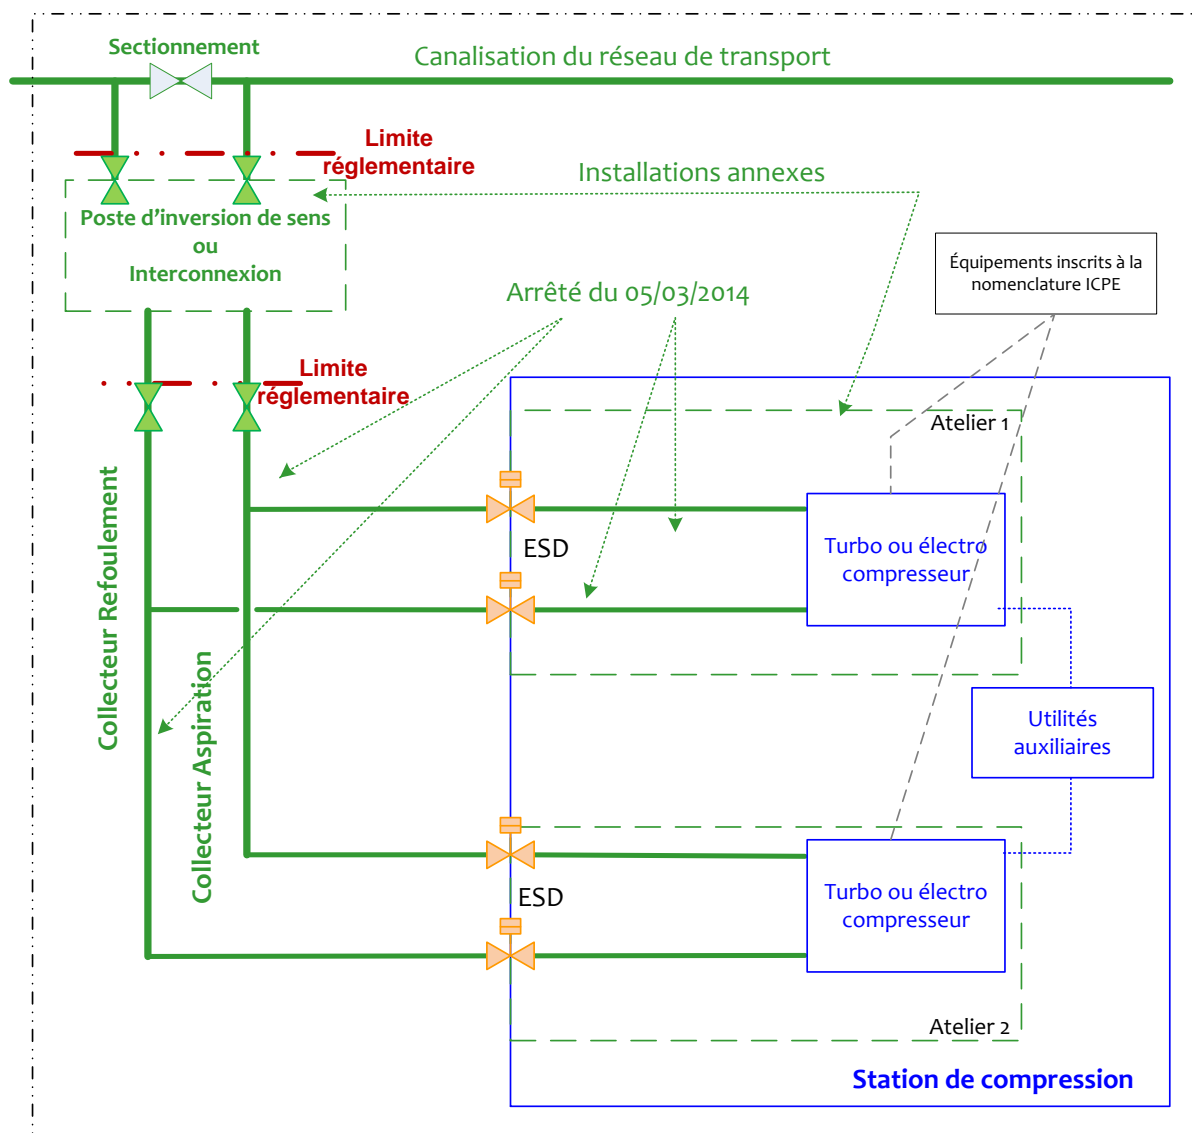 Sectionnement
Canalisation du réseau de transport
Limite
réglementaire
Installations annexes
Poste d'inversion de sens
ou
Interconnexion
Équipements inscrits à la
nomenclature ICPE
Arrêté du 05/03/2014
Limite
réglementaire
Atelier 1
Collecteur Refoulement
ESD
Turbo ou électro
compresseur
Collecteur Aspiration
Utilités
auxiliaires
ESD
Turbo ou électro
compresseur
Atelier 2
Station de compression